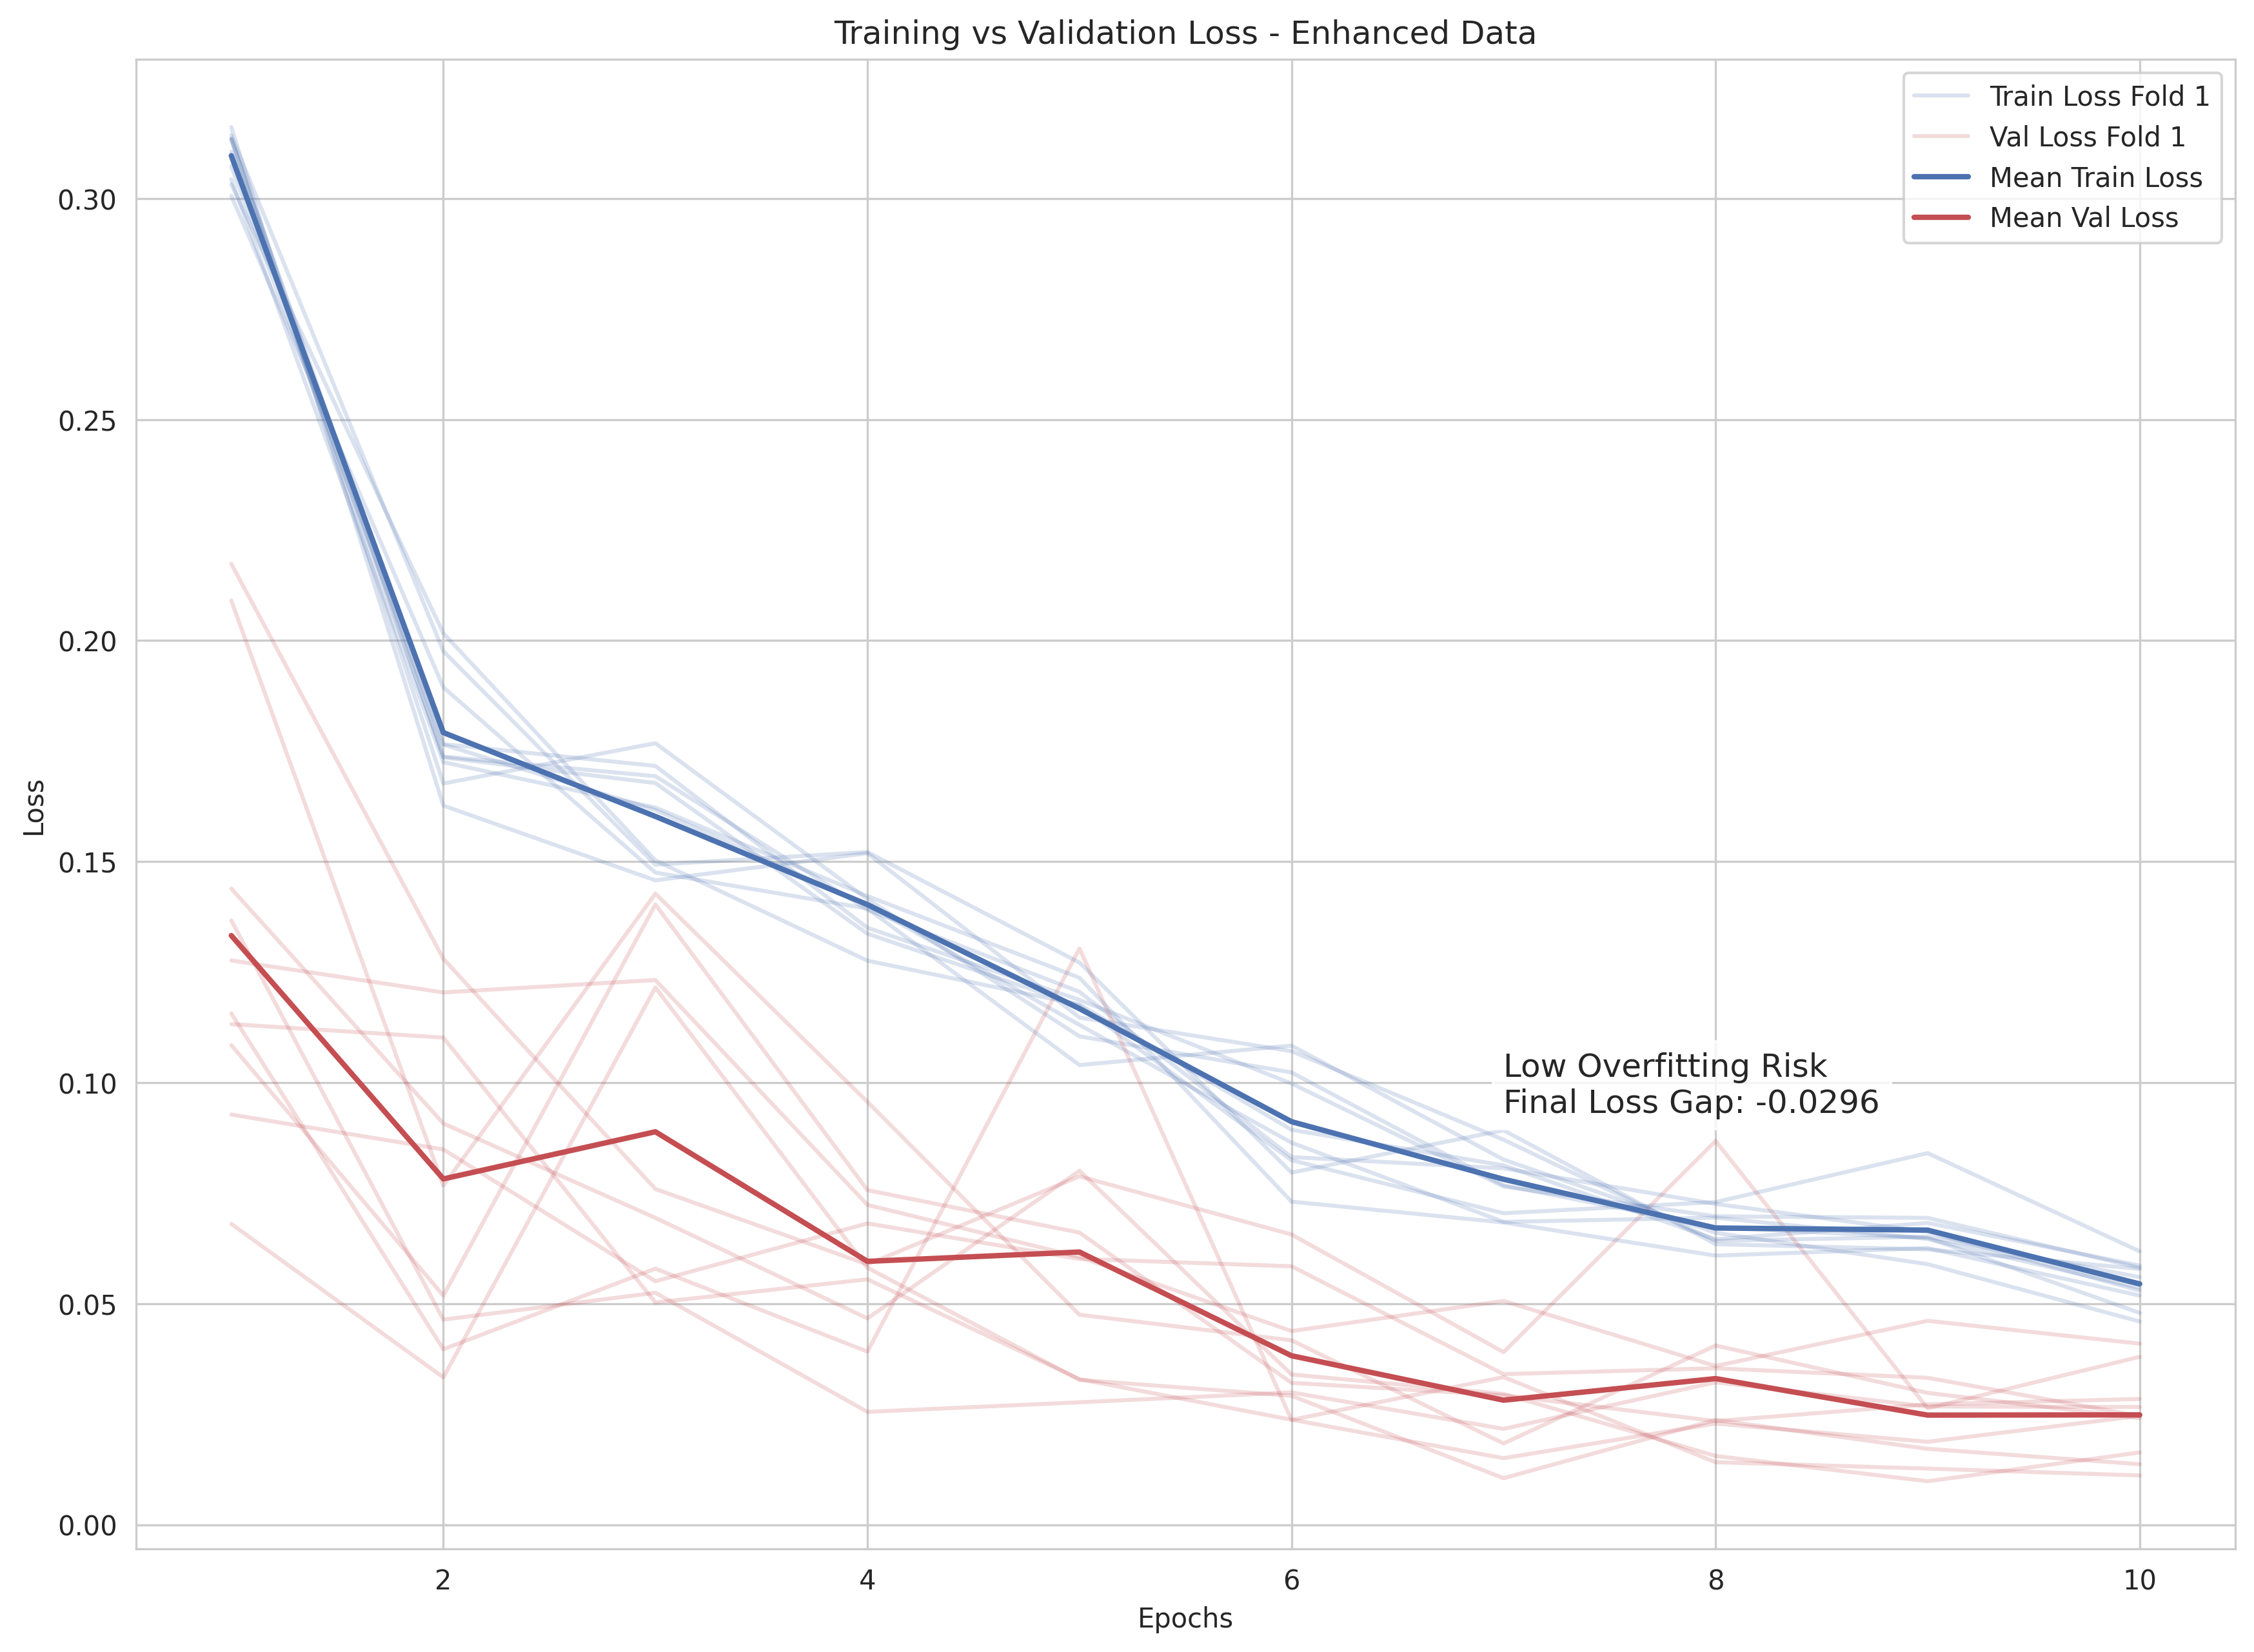 Training vs Validation Loss - Enhanced Data
Train Loss Fold 1
Val Loss Fold 1
Mean Train Loss
Mean Val Loss
0.30
0.25
0.20
0.15
0.10
0.05
0.00
Loss
Low Overfitting Risk
Final Loss Gap: -0.0296
2
4
6
8
10
Epochs